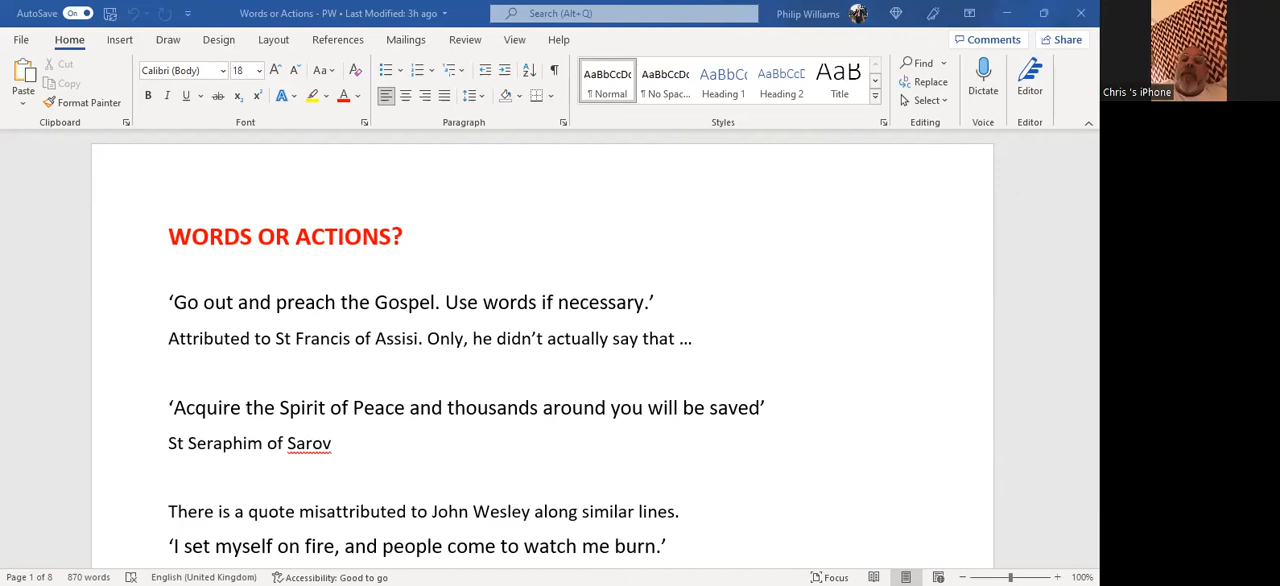 AutoSave On Words or Actions - PW • Last Modified: 3h ago Search (Alt+Q) Philip Williams
File Home Insert Draw Design Layout References Mailings Review View Help Comments Share
Paste Cut Copy Format Painter
Calibri (Body) 18 Aa
B I U ab x₂ x² A A
AaBbCcDc AaBbCcDc AaBbCc AaBbCcD AaB
¶ Normal ¶ No Spac... Heading 1 Heading 2 Title
Find Replace Select
Dictate Editor
Clipboard Font Paragraph Styles Editing Voice Editor
Chris 's iPhone
WORDS OR ACTIONS?
‘Go out and preach the Gospel. Use words if necessary.’
Attributed to St Francis of Assisi. Only, he didn’t actually say that …
‘Acquire the Spirit of Peace and thousands around you will be saved’
St Seraphim of Sarov
There is a quote misattributed to John Wesley along similar lines.
‘I set myself on fire, and people come to watch me burn.’
Page 1 of 8 870 words English (United Kingdom) Accessibility: Good to go Focus 100%